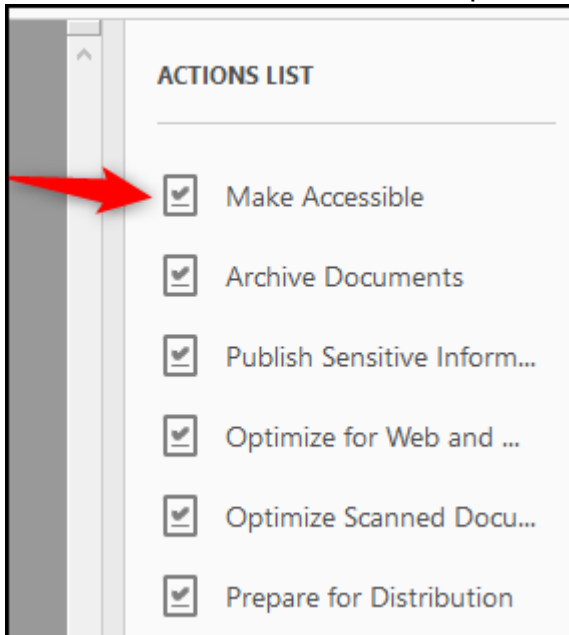 ACTIONS LIST
Make Accessible
Archive Documents
Publish Sensitive Inform...
Optimize for Web and ...
Optimize Scanned Docu...
Prepare for Distribution